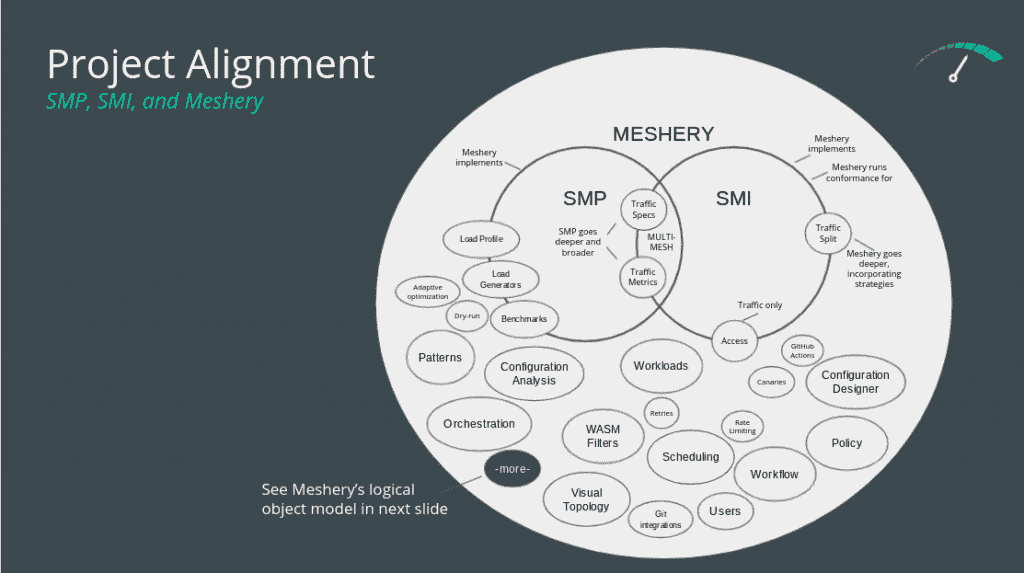 Project Alignment
SMP, SMI, and Meshery
MESHERY
Meshery
implements
Meshery
implements
Meshery runs
conformance for
SMP
SMI
Traffic
Specs
SMP goes
deeper and
broader
MULTI-
MESH
Traffic
Metrics
Traffic
Split
Meshery goes
deeper,
incorporating
strategies
Load Profile
Load
Generators
Adaptive
optimization
Dry-run
Benchmarks
Traffic only
Access
GitHub
Actions
Patterns
Configuration
Analysis
Workloads
Canaries
Configuration
Designer
Orchestration
WASM
Filters
Retries
Rate
Limiting
Scheduling
Policy
Workflow
-more-
See Meshery’s logical
object model in next slide
Visual
Topology
Git
integrations
Users